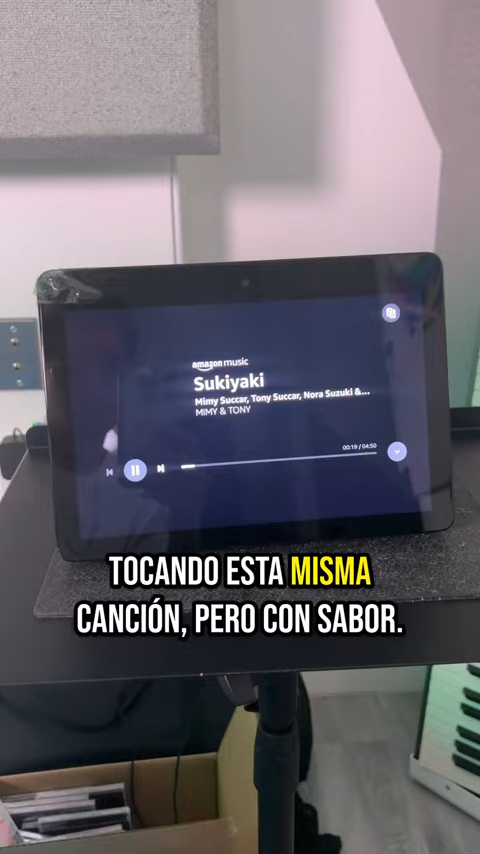 amazon music
Sukiyaki
Mimy Succar, Tony Succar, Nora Suzuki &...
MIMY & TONY
00:19 / 04:50
TOCANDO ESTA MISMA
CANCIÓN, PERO CON SABOR.